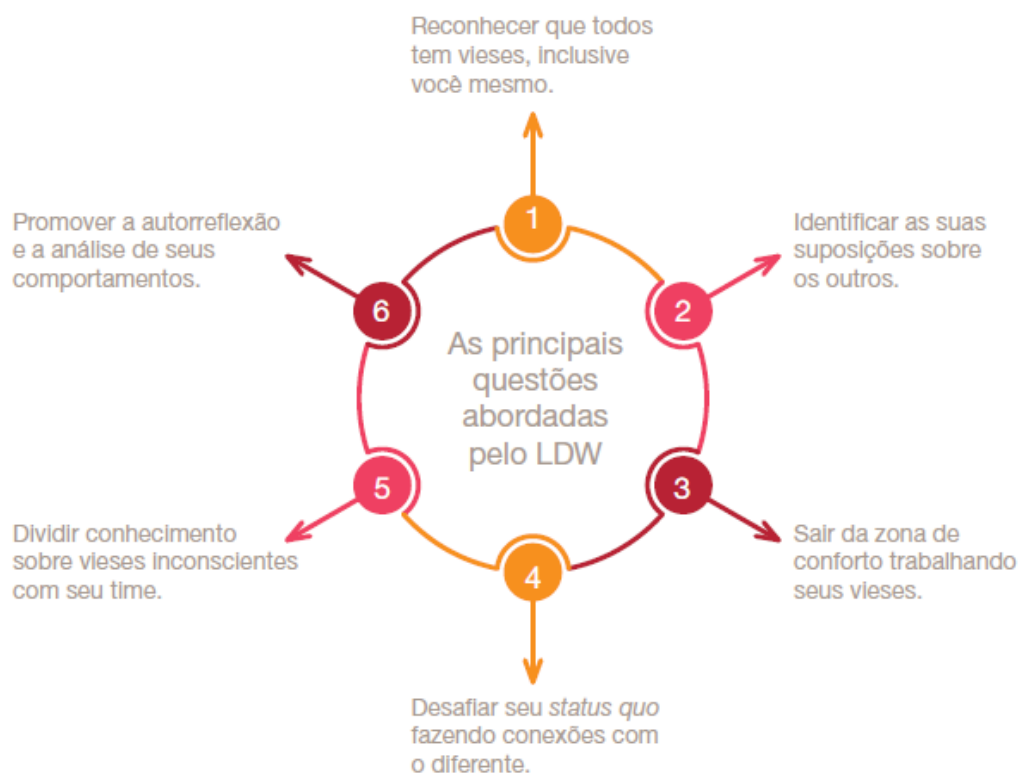 Reconhecer que todos
tem vieses, inclusive
você mesmo.
1
Identificar as suas
suposições sobre
os outros.
2
Sair da zona de
conforto trabalhando
seus vieses.
3
Desafiar seu status quo
fazendo conexões com
o diferente.
4
Dividir conhecimento
sobre vieses inconscientes
com seu time.
5
Promover a autorreflexão
e a análise de seus
comportamentos.
6
As principais
questões
abordadas
pelo LDW